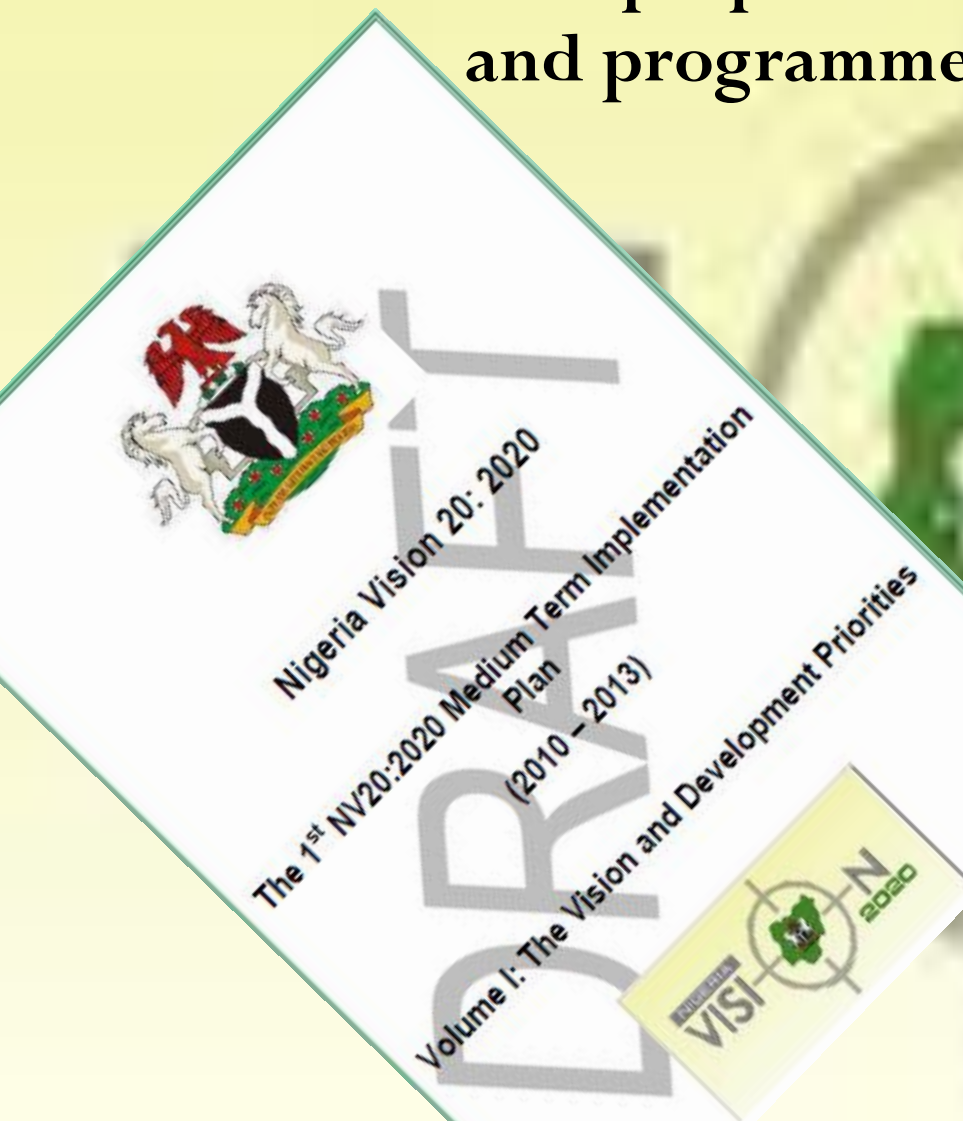 and programme
Nigeria Vision 20: 2020
The 1st NV20:2020 Medium Term Implementation
Plan
(2010 – 2013)
Volume I: The Vision and Development Priorities
DRAFT
NIGERIA
VISI N
2020